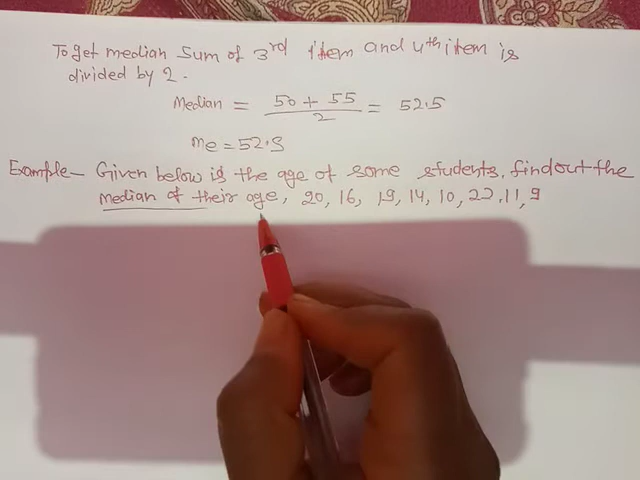 To get median Sum of 3rd item and 4th item is
divided by 2.
Median = 50 + 55 / 2 = 52.5
me = 52.5
Example - Given below is the age of some students, find out the
median of their age, 20, 16, 19, 14, 10, 22, 11, 9